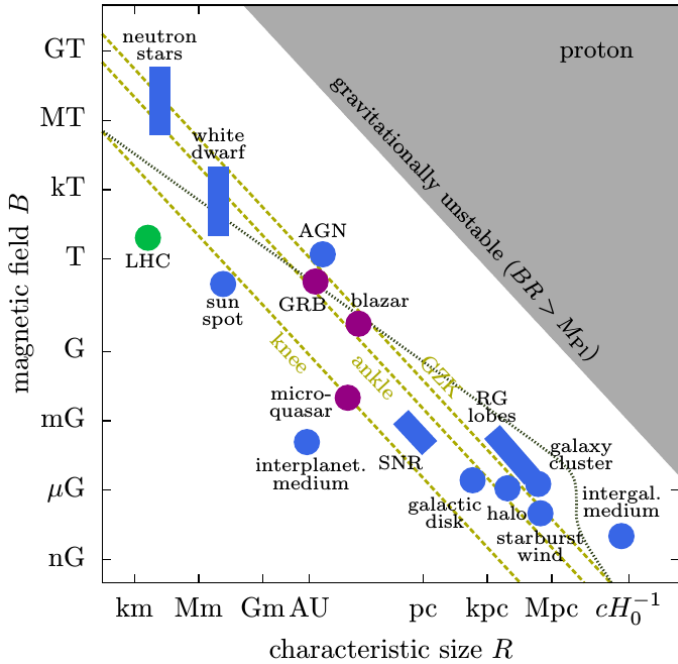 GT
MT
kT
T
G
mG
μG
nG
magnetic field B
neutron
stars
white
dwarf
LHC
sun
spot
AGN
GRB
blazar
micro-
quasar
interplanet.
medium
SNR
RG
lobes
galaxy
cluster
galactic
disk
halo
starburst
wind
intergal.
medium
knee
ankle
GZK
proton
gravitationally unstable (BR > M_Pl)
km Mm Gm AU pc kpc Mpc cH₀⁻¹
characteristic size R